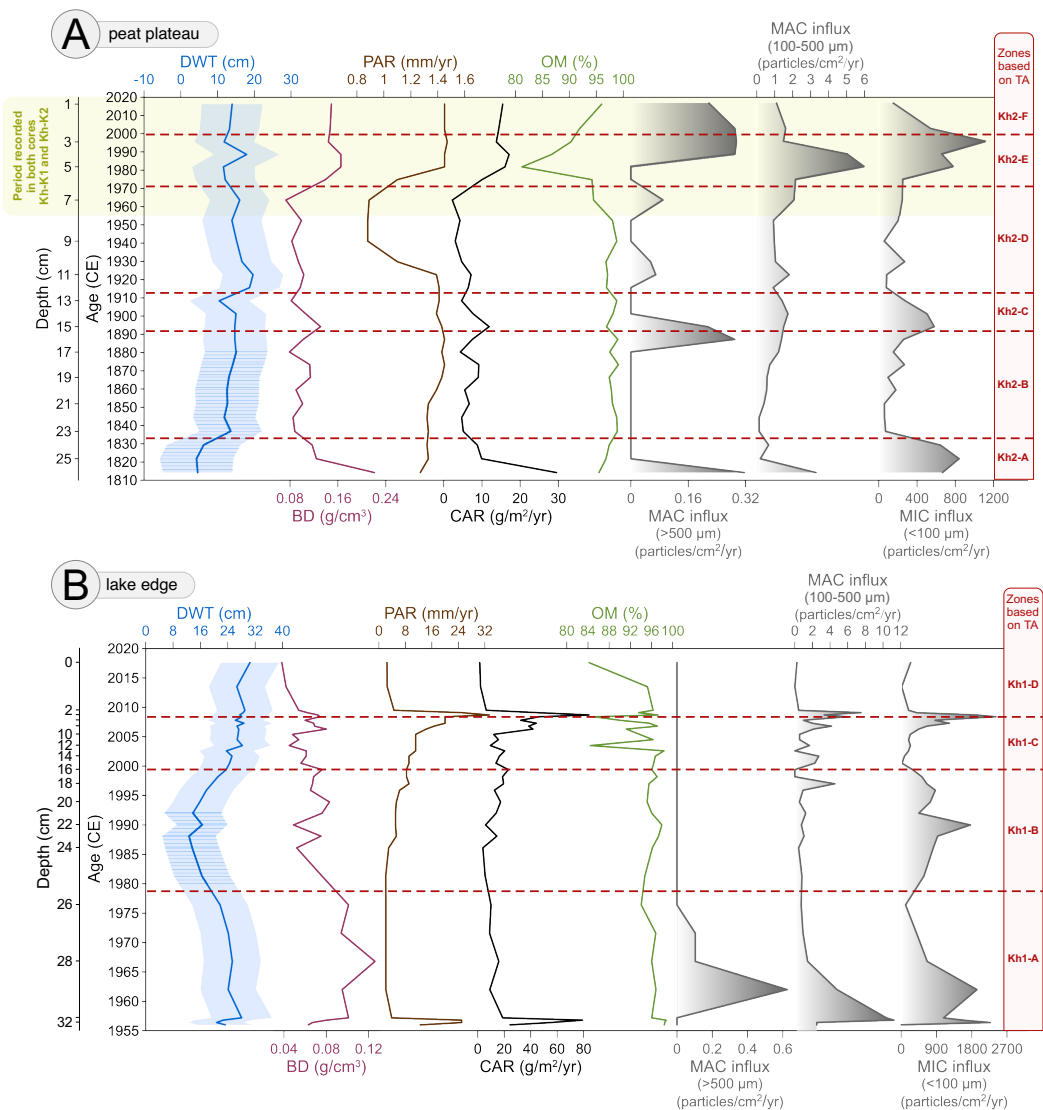 A peat plateau
DWT (cm)
-10 0 10 20 30
PAR (mm/yr)
0.8 1 1.2 1.4 1.6
OM (%)
80 85 90 95 100
MAC influx
(100-500 µm)
(particles/cm²/yr)
0 1 2 3 4 5 6
Zones
based
on TA
Period recorded
in both cores
Kh-K1 and Kh-K2
Depth (cm)
1
3
5
7
9
11
13
15
17
19
21
23
25
Age (CE)
2020
2010
2000
1990
1980
1970
1960
1950
1940
1930
1920
1910
1900
1890
1880
1870
1860
1850
1840
1830
1820
1810
Kh2-F
Kh2-E
Kh2-D
Kh2-C
Kh2-B
Kh2-A
0.08 0.16 0.24
BD (g/cm³)
0 10 20 30
CAR (g/m²/yr)
0 0.16 0.32
MAC influx
(>500 µm)
(particles/cm²/yr)
0 400 800 1200
MIC influx
(<100 µm)
(particles/cm²/yr)
B lake edge
DWT (cm)
0 8 16 24 32 40
PAR (mm/yr)
0 8 16 24 32
OM (%)
80 84 88 92 96 100
MAC influx
(100-500 µm)
(particles/cm²/yr)
0 2 4 6 8 10 12
Zones
based
on TA
Depth (cm)
0
2
10
12
14
16
18
20
22
24
26
28
32
Age (CE)
2020
2015
2010
2005
2000
1995
1990
1985
1980
1975
1970
1965
1960
1955
Kh1-D
Kh1-C
Kh1-B
Kh1-A
0.04 0.08 0.12
BD (g/cm³)
0 20 40 60 80
CAR (g/m²/yr)
0 0.2 0.4 0.6
MAC influx
(>500 µm)
(particles/cm²/yr)
0 900 1800 2700
MIC influx
(<100 µm)
(particles/cm²/yr)